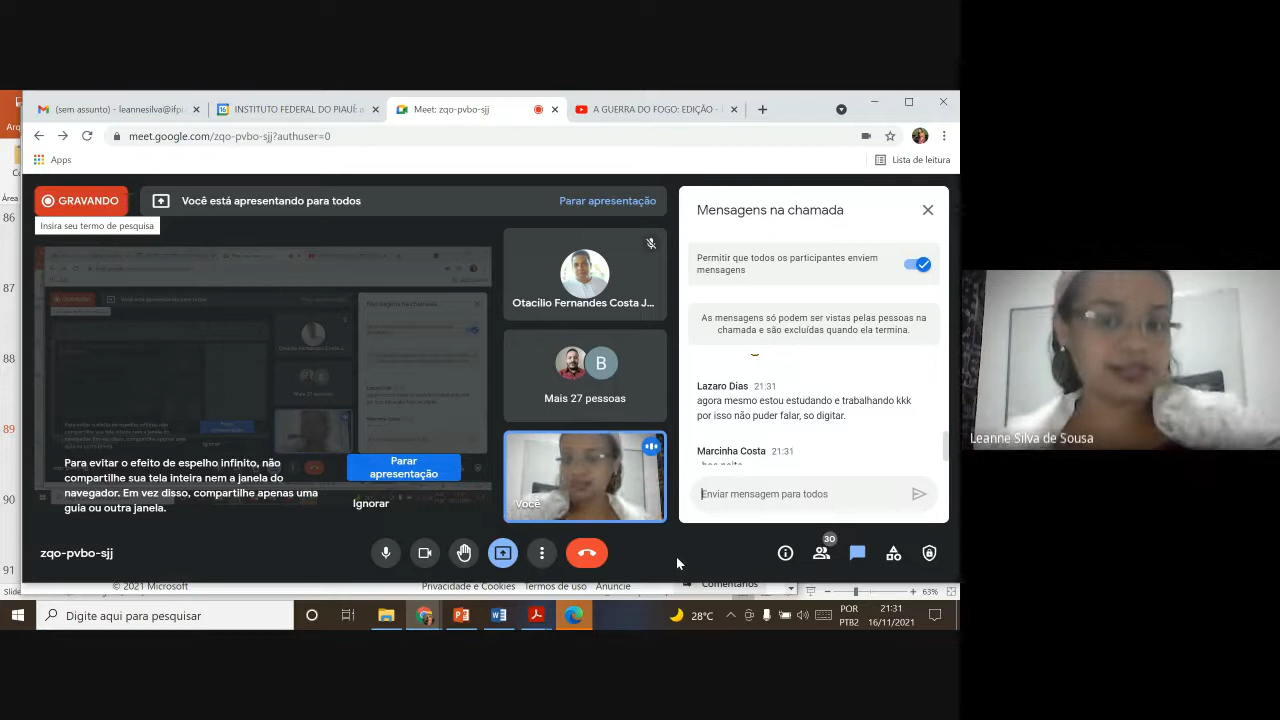 (sem assunto) - leannesilva@ifpi
INSTITUTO FEDERAL DO PIAUÍ: a
Meet: zqo-pvbo-sjj
A GUERRA DO FOGO: EDIÇÃO -
meet.google.com/zqo-pvbo-sjj?authuser=0
Apps
Lista de leitura
Arq
Área
86
87
88
89
90
91
GRAVANDO
Você está apresentando para todos
Parar apresentação
Insira seu termo de pesquisa
Otacílio Fernandes Costa J...
B
Mais 27 pessoas
Você
Para evitar o efeito de espelho infinito, não
compartilhe sua tela inteira nem a janela do
navegador. Em vez disso, compartilhe apenas uma
guia ou outra janela.
Parar
apresentação
Ignorar
Mensagens na chamada
Permitir que todos os participantes enviem
mensagens
As mensagens só podem ser vistas pelas pessoas na
chamada e são excluídas quando ela termina.
Lazaro Dias 21:31
agora mesmo estou estudando e trabalhando kkk
por isso não puder falar, so digitar.
Marcinha Costa 21:31
Enviar mensagem para todos
zqo-pvbo-sjj
30
© 2021 Microsoft
Privacidade e Cookies
Termos de uso
Anuncie
Comentários
63%
Digite aqui para pesquisar
28°C
POR
PTB2
21:31
16/11/2021
Leanne Silva de Sousa